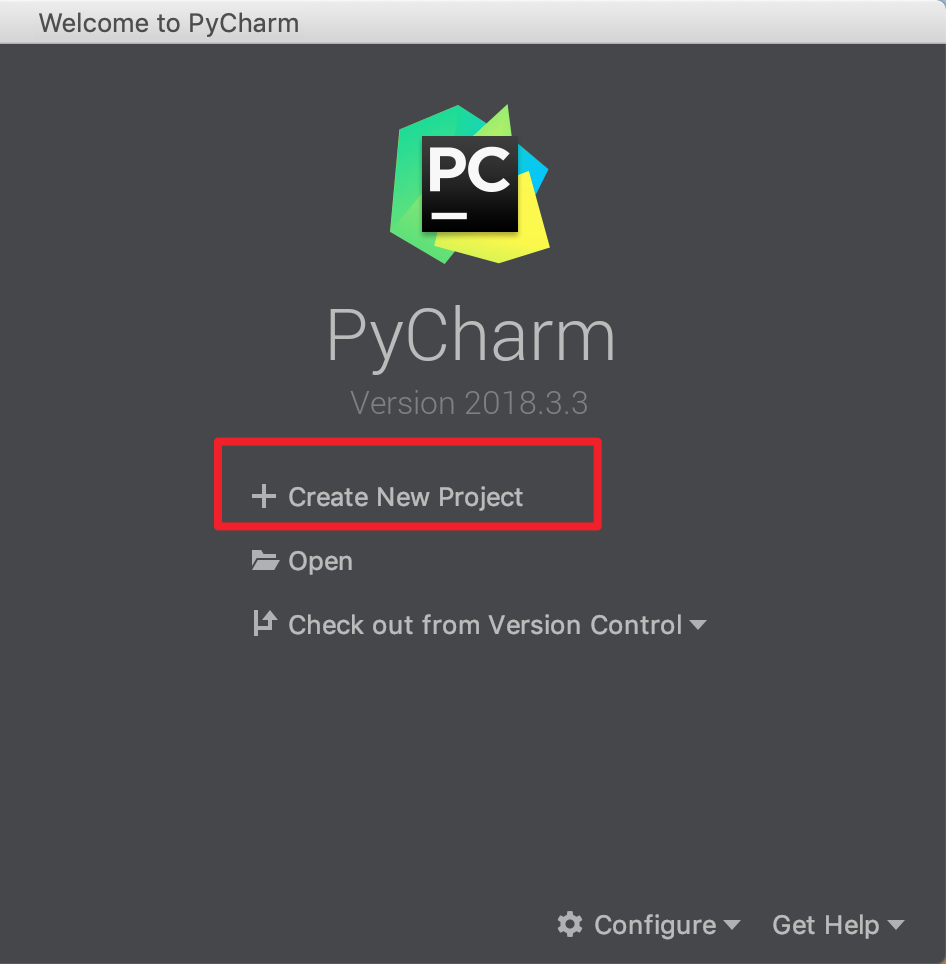 Welcome to PyCharm
PC
PyCharm
Version 2018.3.3
Create New Project
Open
Check out from Version Control
Configure
Get Help